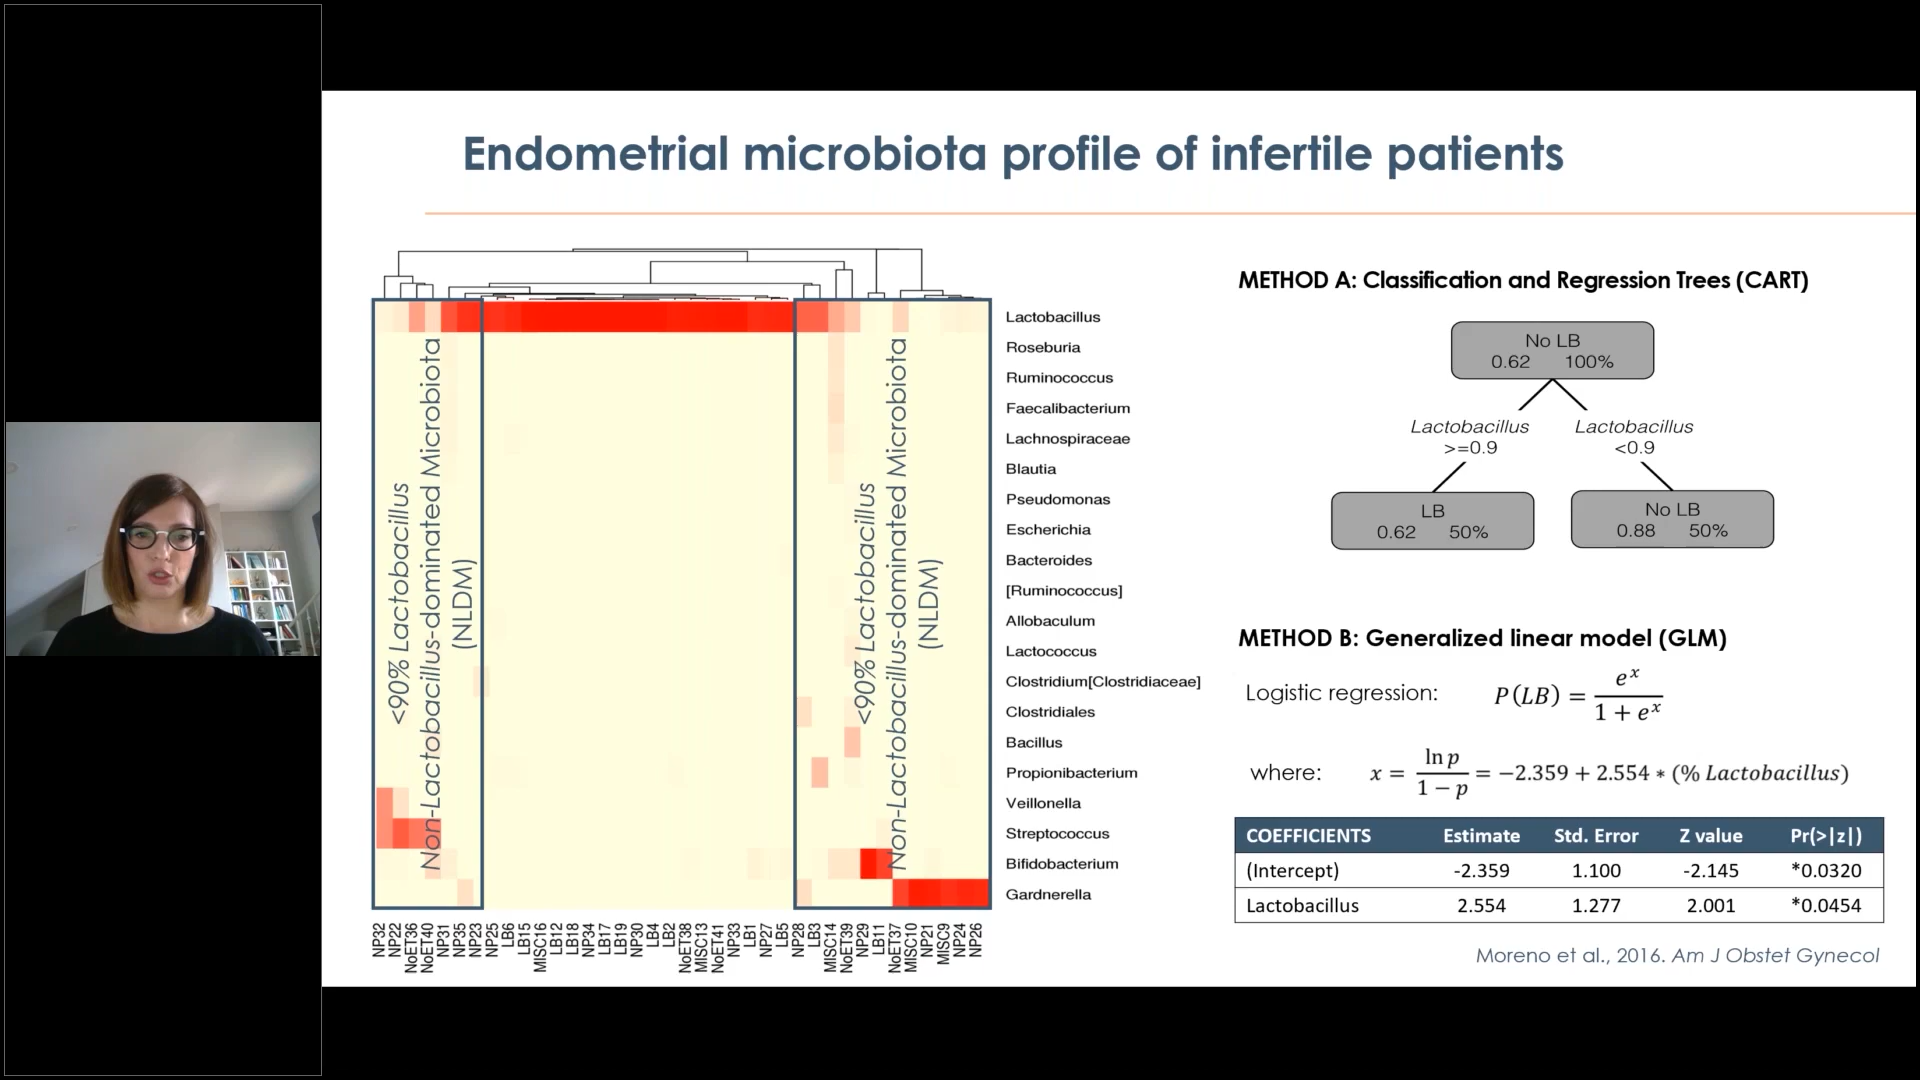 Endometrial microbiota profile of infertile patients
<90% Lactobacillus
Non-Lactobacillus-dominated Microbiota
(NLDM)
<90% Lactobacillus
Non-Lactobacillus-dominated Microbiota
(NLDM)
Lactobacillus
Roseburia
Ruminococcus
Faecalibacterium
Lachnospiraceae
Blautia
Pseudomonas
Escherichia
Bacteroides
[Ruminococcus]
Allobaculum
Lactococcus
Clostridium[Clostridiaceae]
Clostridiales
Bacillus
Propionibacterium
Veillonella
Streptococcus
Bifidobacterium
Gardnerella
NP32
NP22
NoET36
NoET40
NP31
NP35
NP23
NP25
LB6
LB15
MISC16
LB12
LB18
NP34
LB17
LB19
NP30
LB4
LB2
NoET38
MISC13
NoET41
NP33
LB1
NP27
LB5
NP28
LB3
MISC14
NoET39
NP29
LB11
NoET37
MISC10
NP21
MISC9
NP24
NP26
METHOD A: Classification and Regression Trees (CART)
No LB
0.62 100%
Lactobacillus
>=0.9
Lactobacillus
<0.9
LB
0.62 50%
No LB
0.88 50%
METHOD B: Generalized linear model (GLM)
Logistic regression: P(LB) = e^x / 1 + e^x
where: x = ln p / 1 − p = −2.359 + 2.554 * (% Lactobacillus)
COEFFICIENTS Estimate Std. Error Z value Pr(>|z|)
(Intercept) -2.359 1.100 -2.145 *0.0320
Lactobacillus 2.554 1.277 2.001 *0.0454
Moreno et al., 2016. Am J Obstet Gynecol